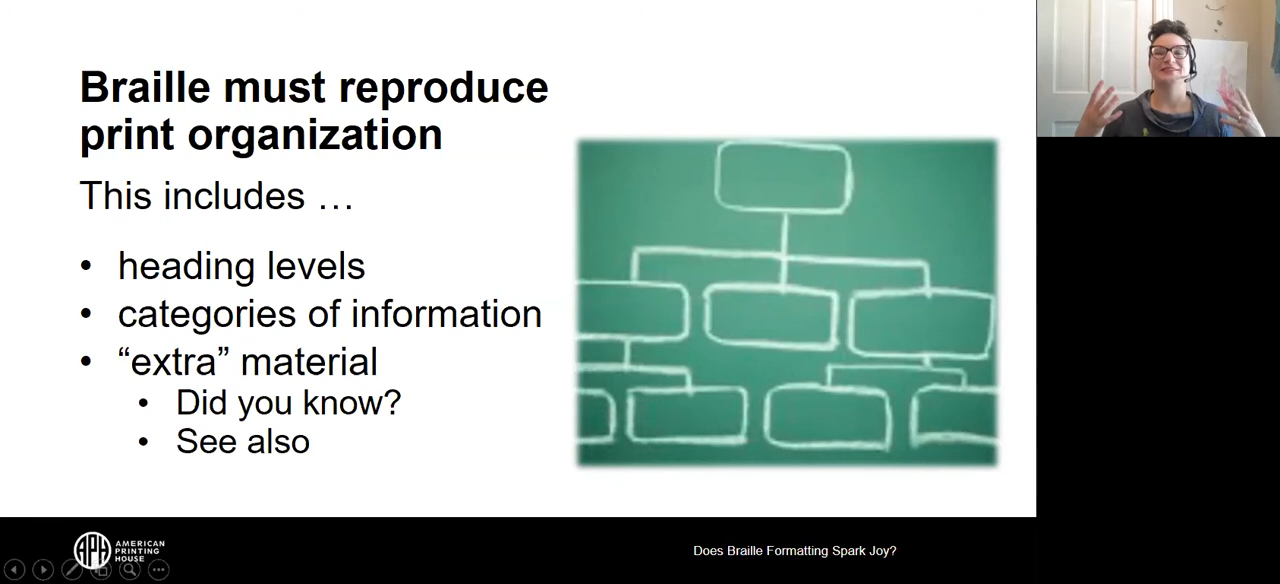 Braille must reproduce
print organization
This includes …
• heading levels
• categories of information
• “extra” material
• Did you know?
• See also
APH
AMERICAN
PRINTING
HOUSE
Does Braille Formatting Spark Joy?